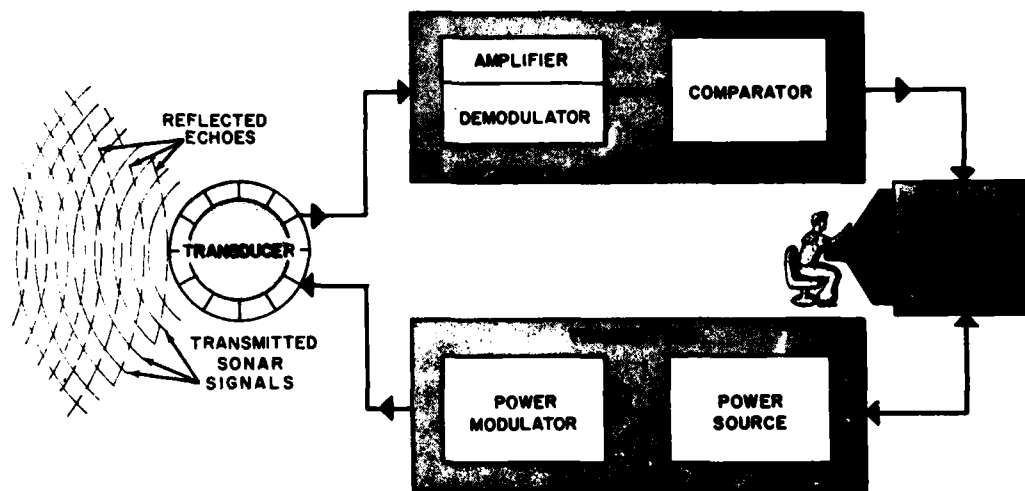 AMPLIFIER
DEMODULATOR
COMPARATOR
REFLECTED
ECHOES
TRANSDUCER
TRANSMITTED
SONAR
SIGNALS
POWER
MODULATOR
POWER
SOURCE